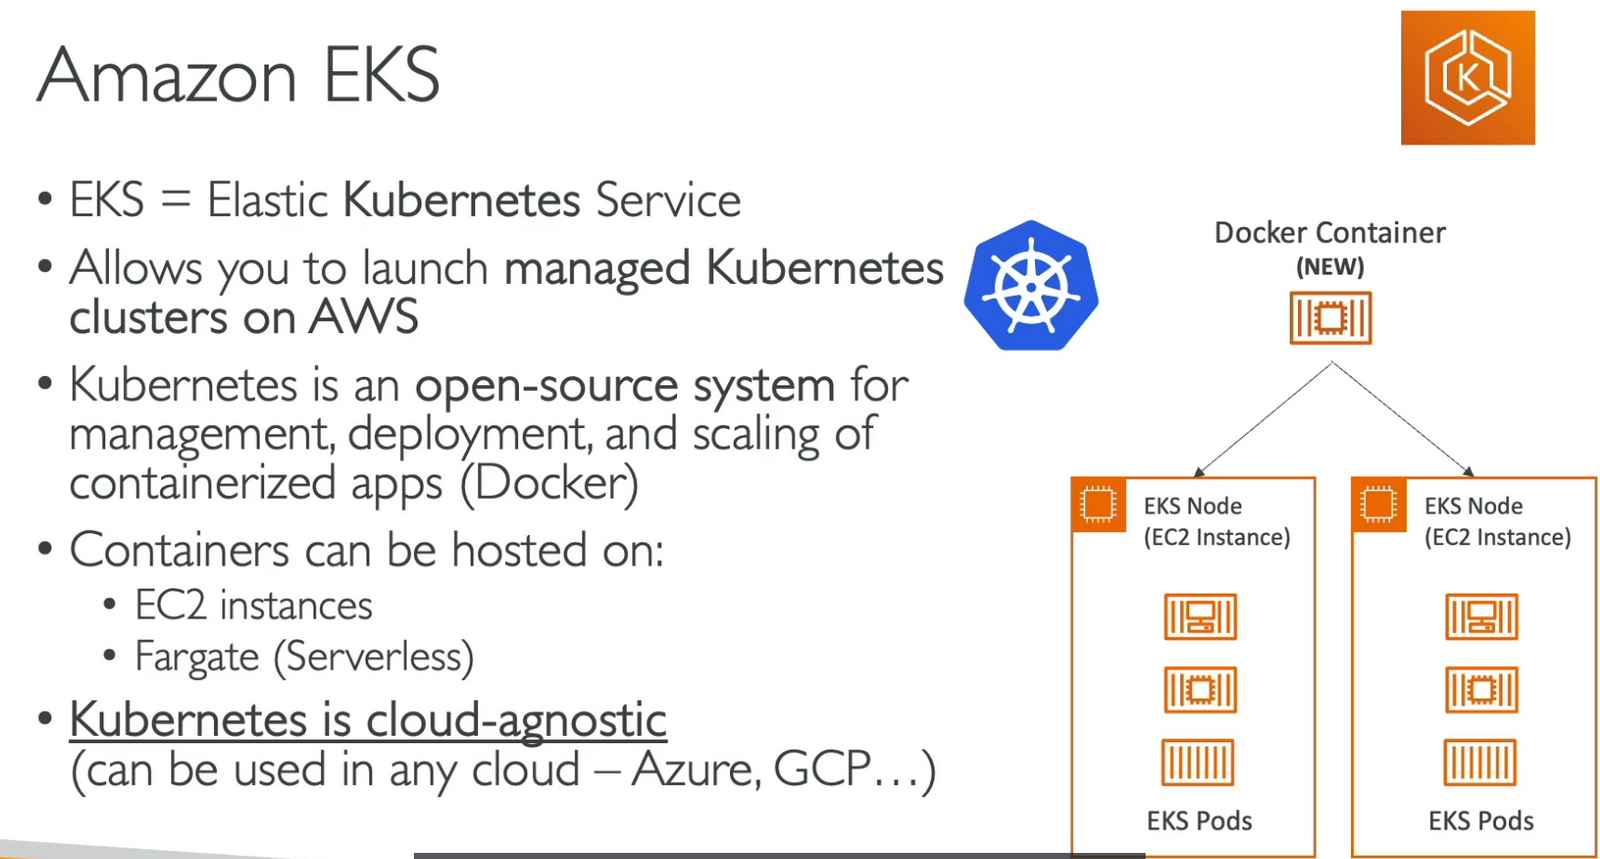 Amazon EKS
• EKS = Elastic Kubernetes Service
• Allows you to launch managed Kubernetes
clusters on AWS
• Kubernetes is an open-source system for
management, deployment, and scaling of
containerized apps (Docker)
• Containers can be hosted on:
• EC2 instances
• Fargate (Serverless)
• Kubernetes is cloud-agnostic
(can be used in any cloud – Azure, GCP…)
K
Docker Container
(NEW)
EKS Node
(EC2 Instance)
EKS Pods
EKS Node
(EC2 Instance)
EKS Pods